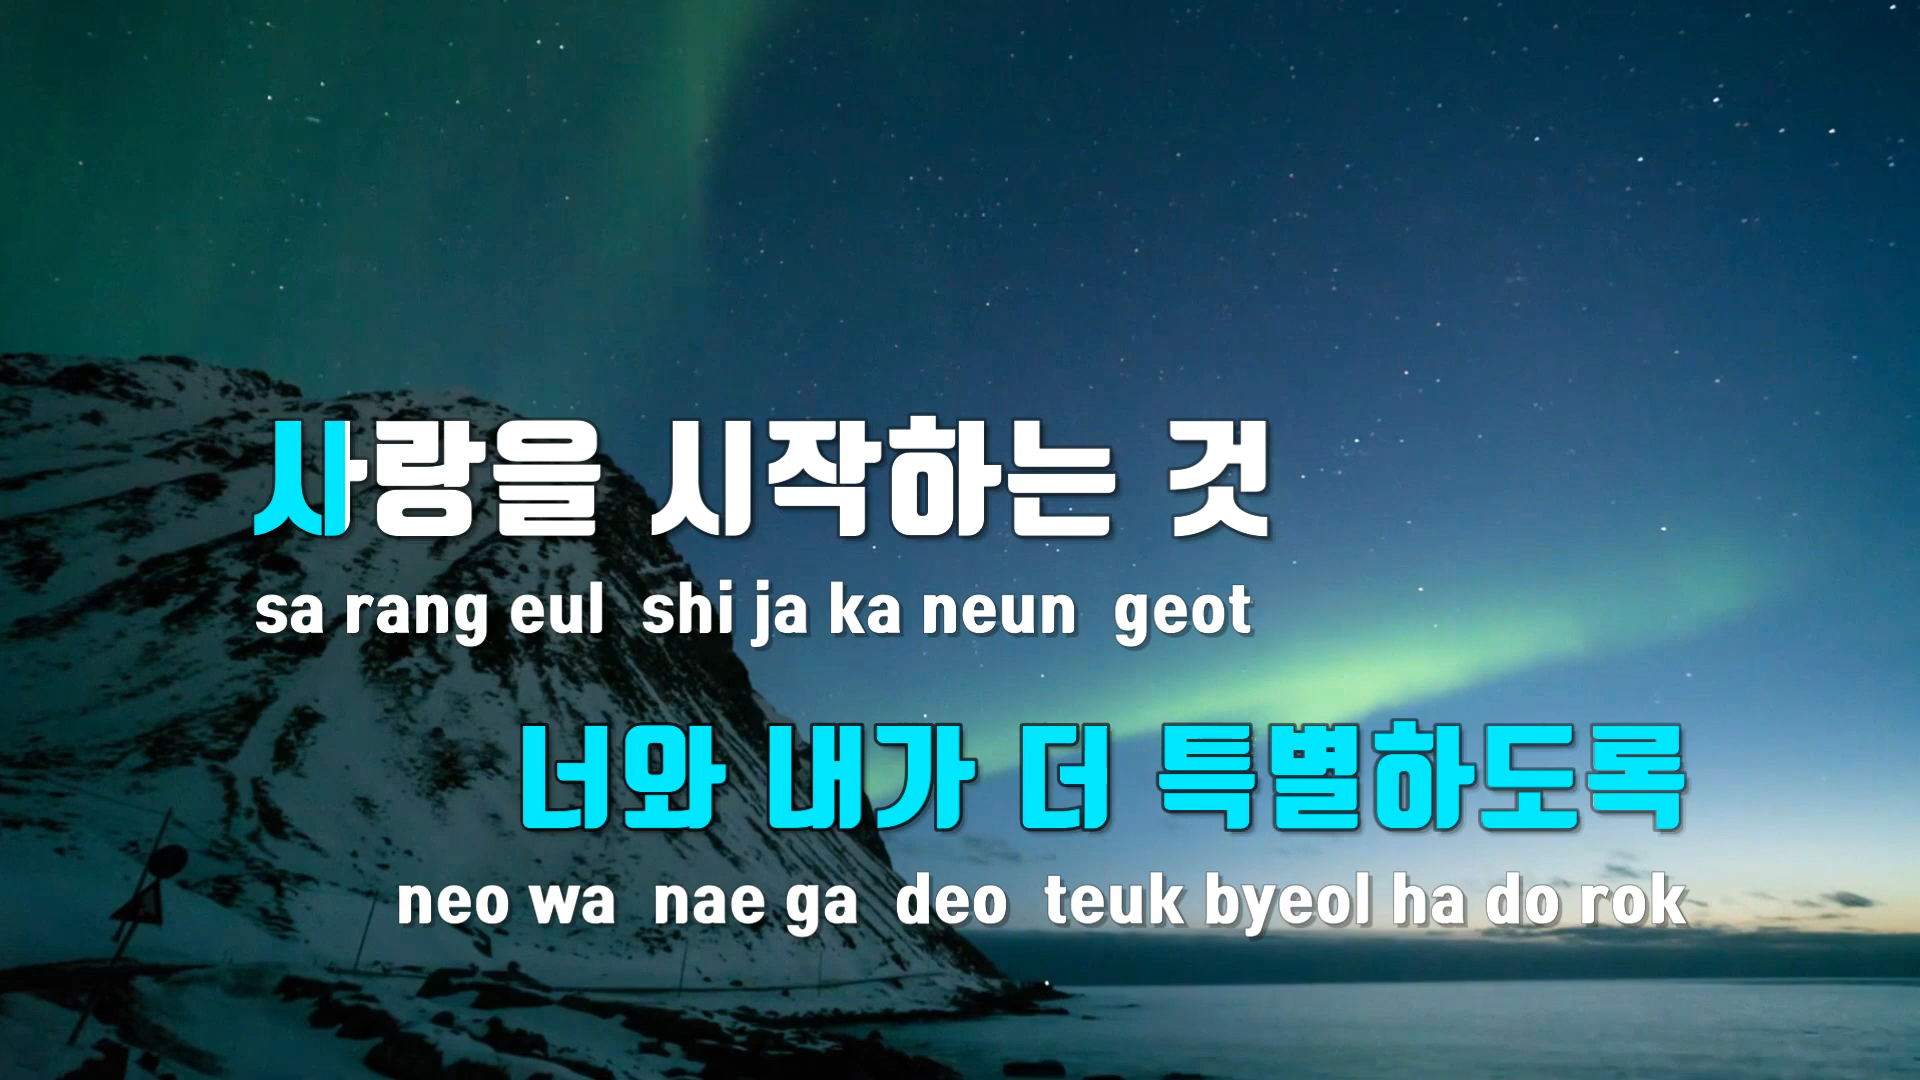 사랑을 시작하는 것
sa rang eul shi ja ka neun geot
너와 내가 더 특별하도록
neo wa nae ga deo teuk byeol ha do rok